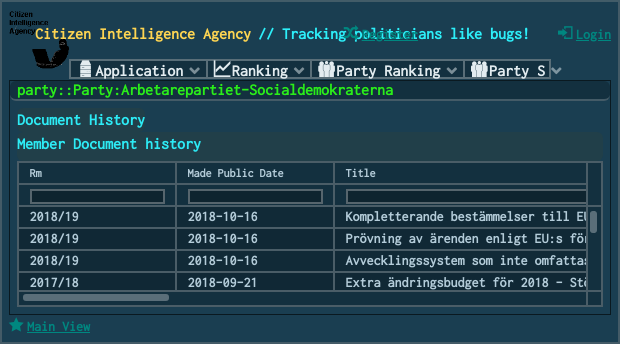 Citizen
Intelligence
Agency
Citizen Intelligence Agency // Tracking politicians like bugs!
Register
Login
Application
Ranking
Party Ranking
Party S
party::Party:Arbetarepartiet-Socialdemokraterna
Document History
Member Document history
Rm Made Public Date Title
2018/19 2018-10-16 Kompletterande bestämmelser till EU
2018/19 2018-10-16 Prövning av ärenden enligt EU:s för
2018/19 2018-10-16 Avvecklingssystem som inte omfattas
2017/18 2018-09-21 Extra ändringsbudget för 2018 – Stö
Main View